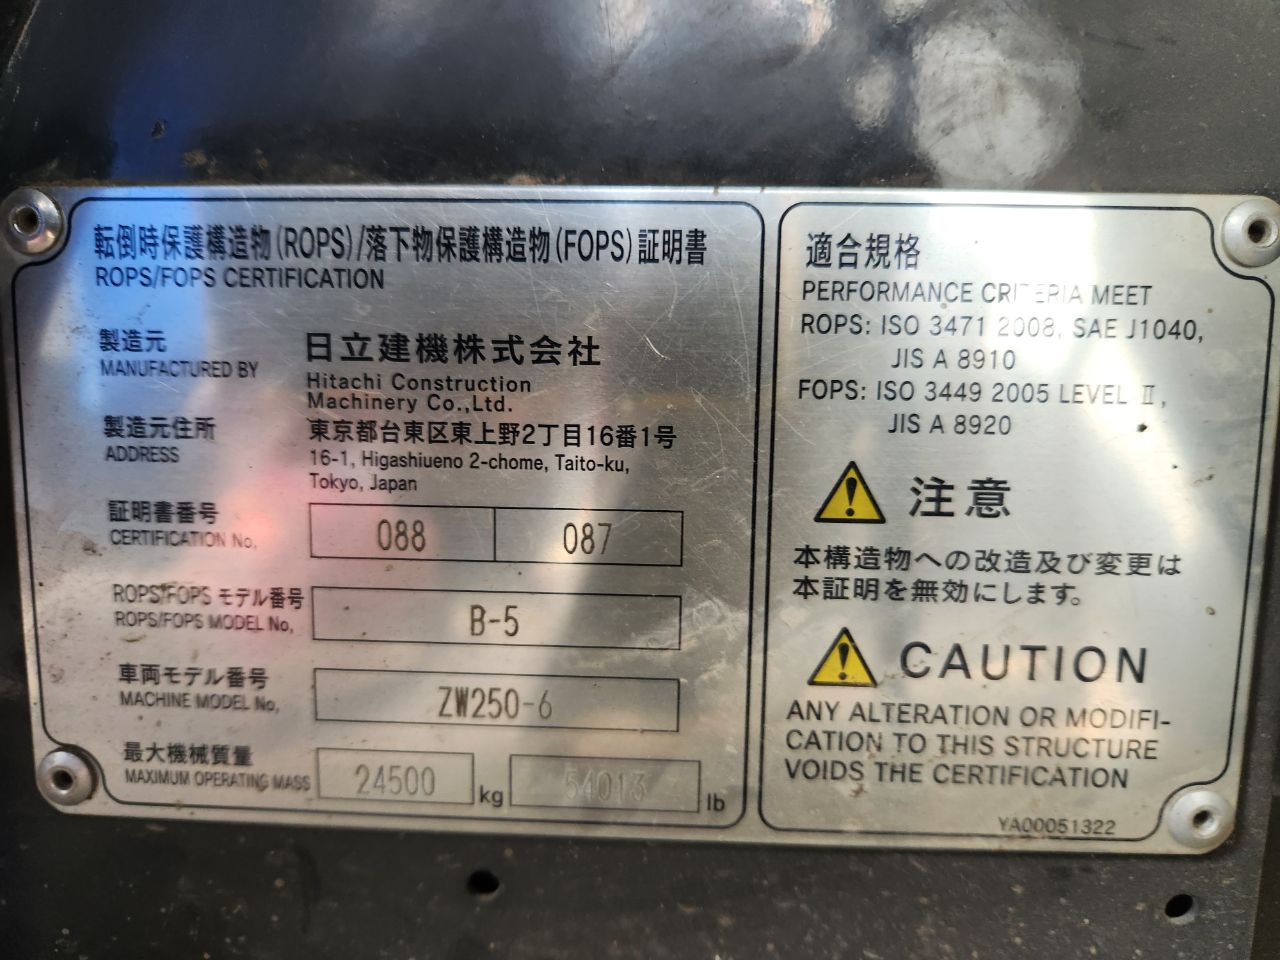 転倒時保護構造物(ROPS)/落下物保護構造物(FOPS)証明書
ROPS/FOPS CERTIFICATION
製造元 日立建機株式会社
MANUFACTURED BY Hitachi Construction
Machinery Co.,Ltd.
製造元住所 東京都台東区東上野2丁目16番1号
ADDRESS 16-1, Higashiueno 2-chome, Taito-ku,
Tokyo, Japan
証明書番号
CERTIFICATION No. 088 087
ROPS/FOPS モデル番号
ROPS/FOPS MODEL No. B-5
車両モデル番号
MACHINE MODEL No. ZW250-6
最大機械質量
MAXIMUM OPERATING MASS 24500 kg 54013 lb
適合規格
PERFORMANCE CRITERIA MEET
ROPS: ISO 3471 2008, SAE J1040,
JIS A 8910
FOPS: ISO 3449 2005 LEVEL Ⅱ,
JIS A 8920
注意
本構造物への改造及び変更は
本証明を無効にします。
CAUTION
ANY ALTERATION OR MODIFI-
CATION TO THIS STRUCTURE
VOIDS THE CERTIFICATION
YA00051322